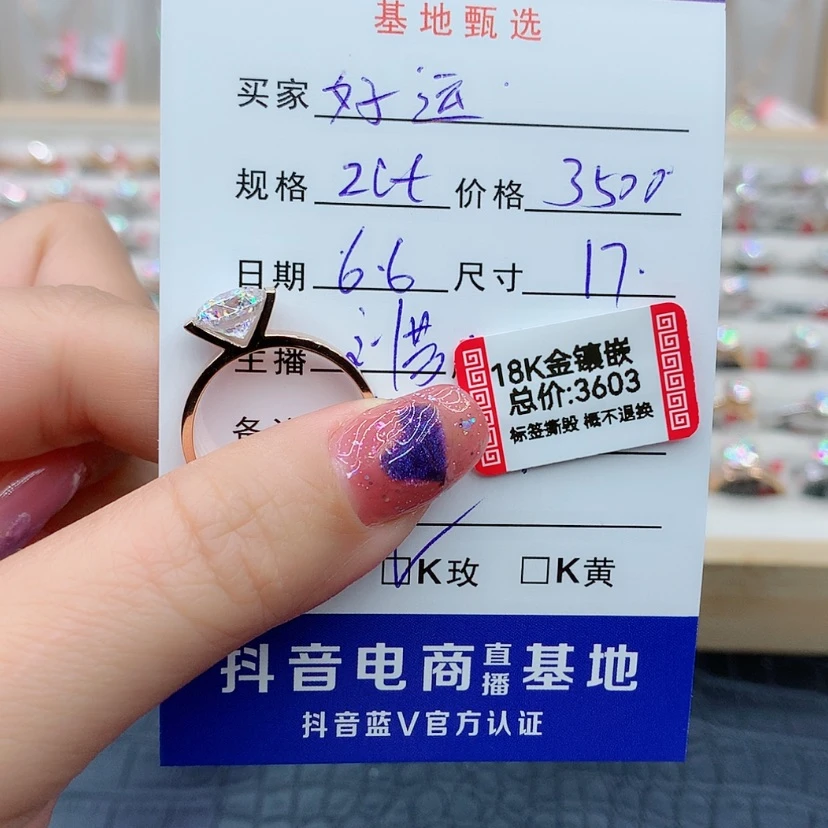 基地甄选
买家 好运
规格 2ct 价格 3500
日期 6.6 尺寸 17.
主播
18K金镶嵌
总价:3603
标签撕毁 概不退换
K玫 K黄
抖音电商直播基地
抖音蓝V官方认证